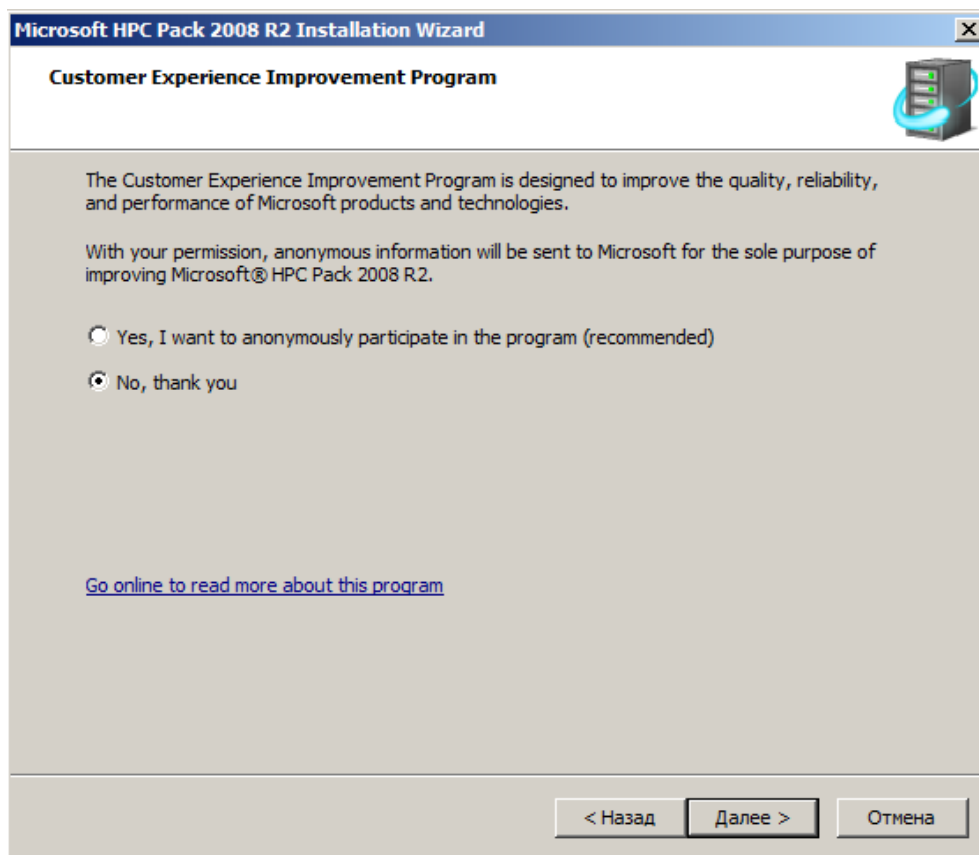 Microsoft HPC Pack 2008 R2 Installation Wizard
Customer Experience Improvement Program
The Customer Experience Improvement Program is designed to improve the quality, reliability,
and performance of Microsoft products and technologies.
With your permission, anonymous information will be sent to Microsoft for the sole purpose of
improving Microsoft® HPC Pack 2008 R2.
Yes, I want to anonymously participate in the program (recommended)
No, thank you
Go online to read more about this program
< Назад Далее > Отмена